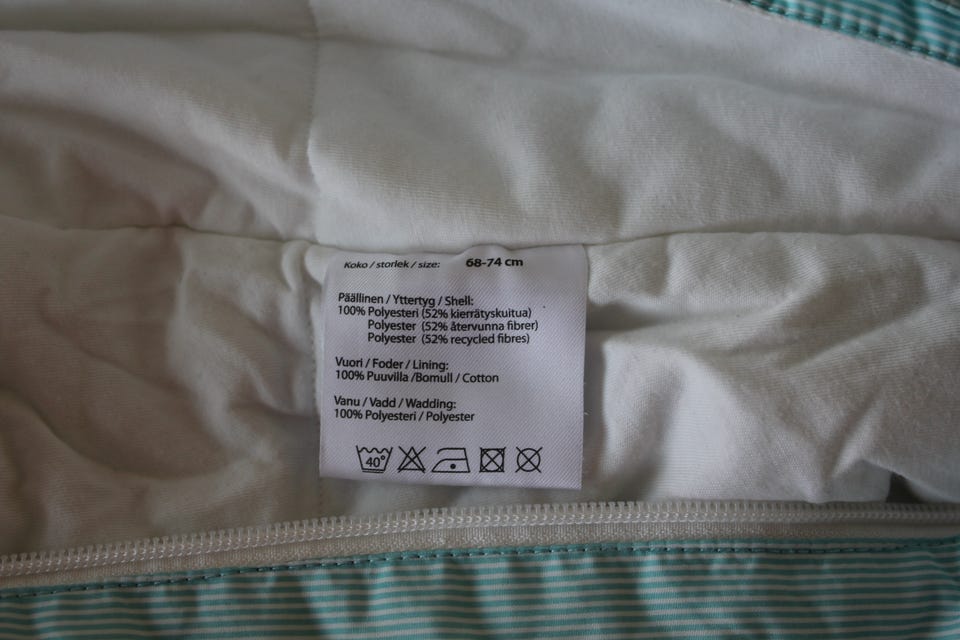 Koko / storlek / size: 68-74 cm
Päällinen / Yttertyg / Shell:
100% Polyesteri (52% kierrätyskuitua)
Polyester (52% återvunna fibrer)
Polyester (52% recycled fibres)
Vuori / Foder / Lining:
100% Puuvilla /Bomull / Cotton
Vanu / Vadd / Wadding:
100% Polyesteri / Polyester
40°